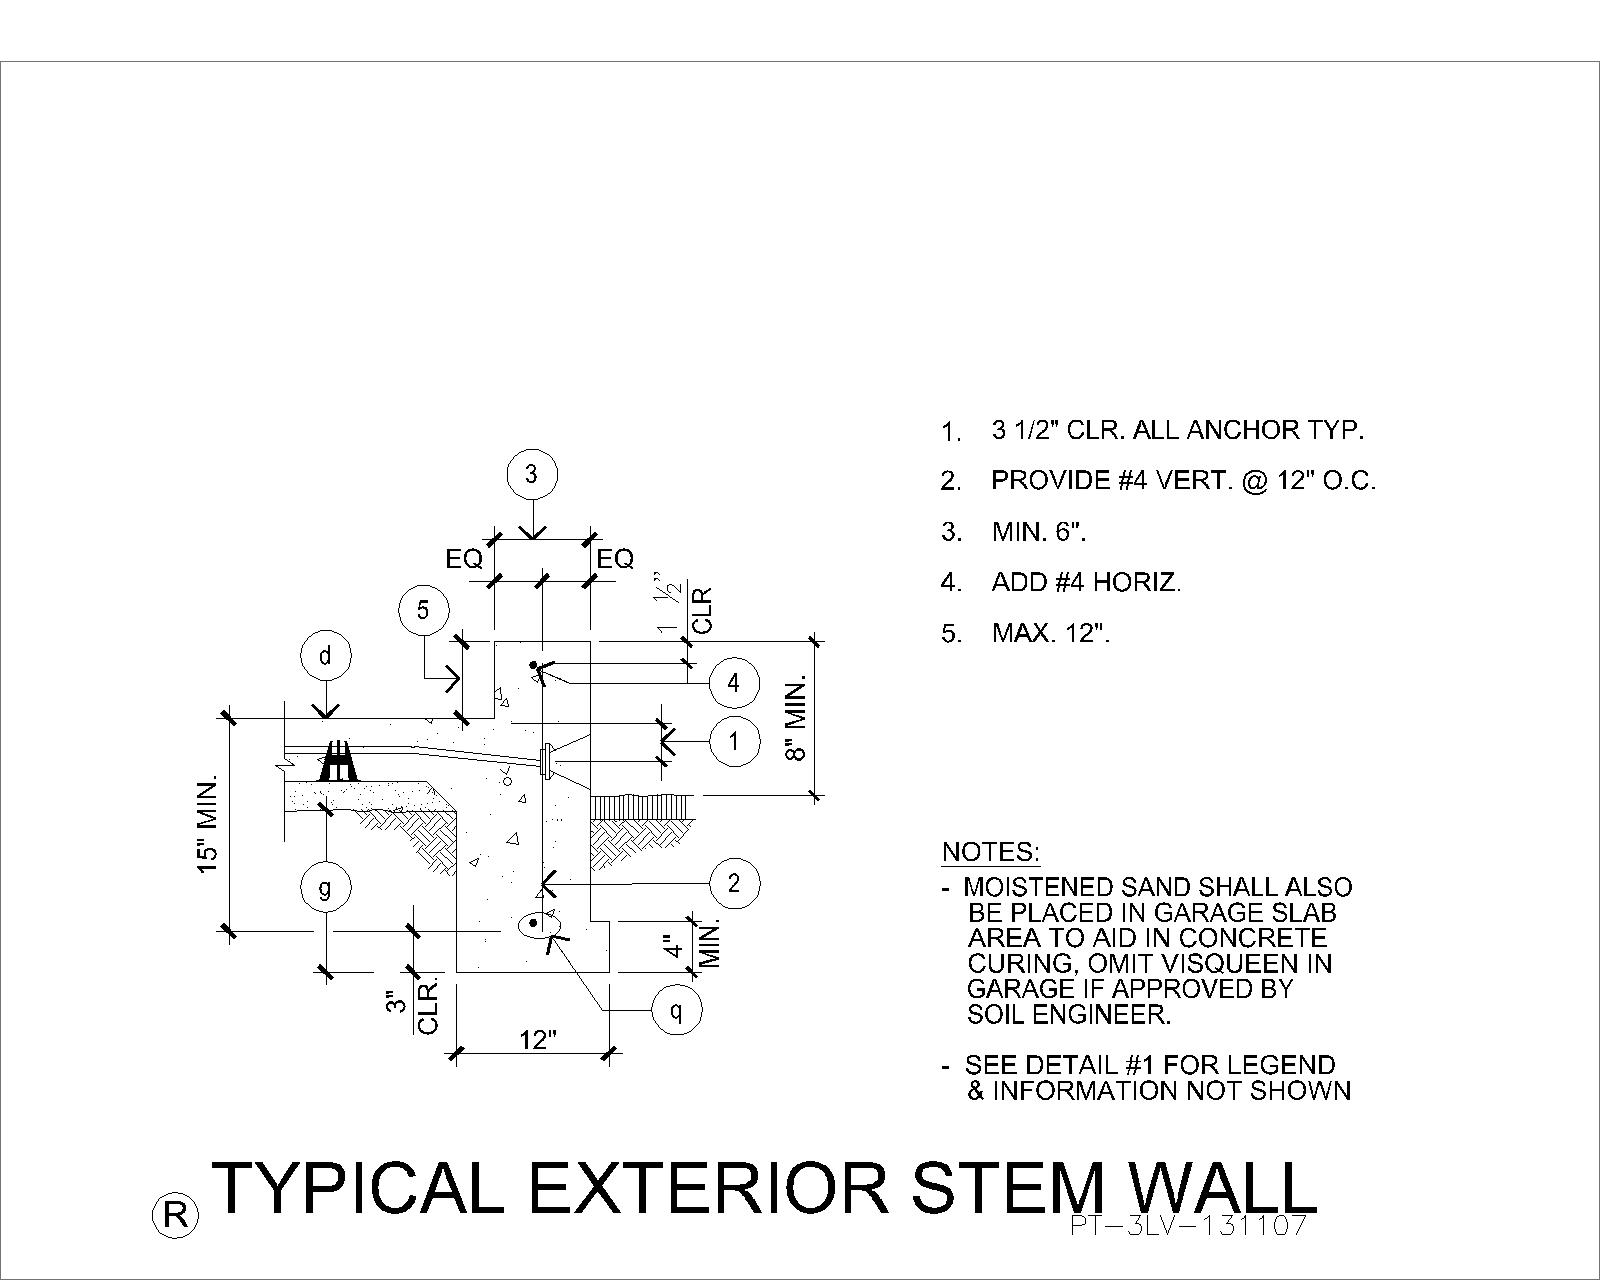 3
EQ
EQ
1 1/2"
CLR
5
d
4
1
8" MIN.
15" MIN.
g
2
4"
MIN.
3"
CLR.
q
12"
1. 3 1/2" CLR. ALL ANCHOR TYP.
2. PROVIDE #4 VERT. @ 12" O.C.
3. MIN. 6".
4. ADD #4 HORIZ.
5. MAX. 12".
NOTES:
- MOISTENED SAND SHALL ALSO
BE PLACED IN GARAGE SLAB
AREA TO AID IN CONCRETE
CURING, OMIT VISQUEEN IN
GARAGE IF APPROVED BY
SOIL ENGINEER.
- SEE DETAIL #1 FOR LEGEND
& INFORMATION NOT SHOWN
R TYPICAL EXTERIOR STEM WALL
PT-3LV-131107